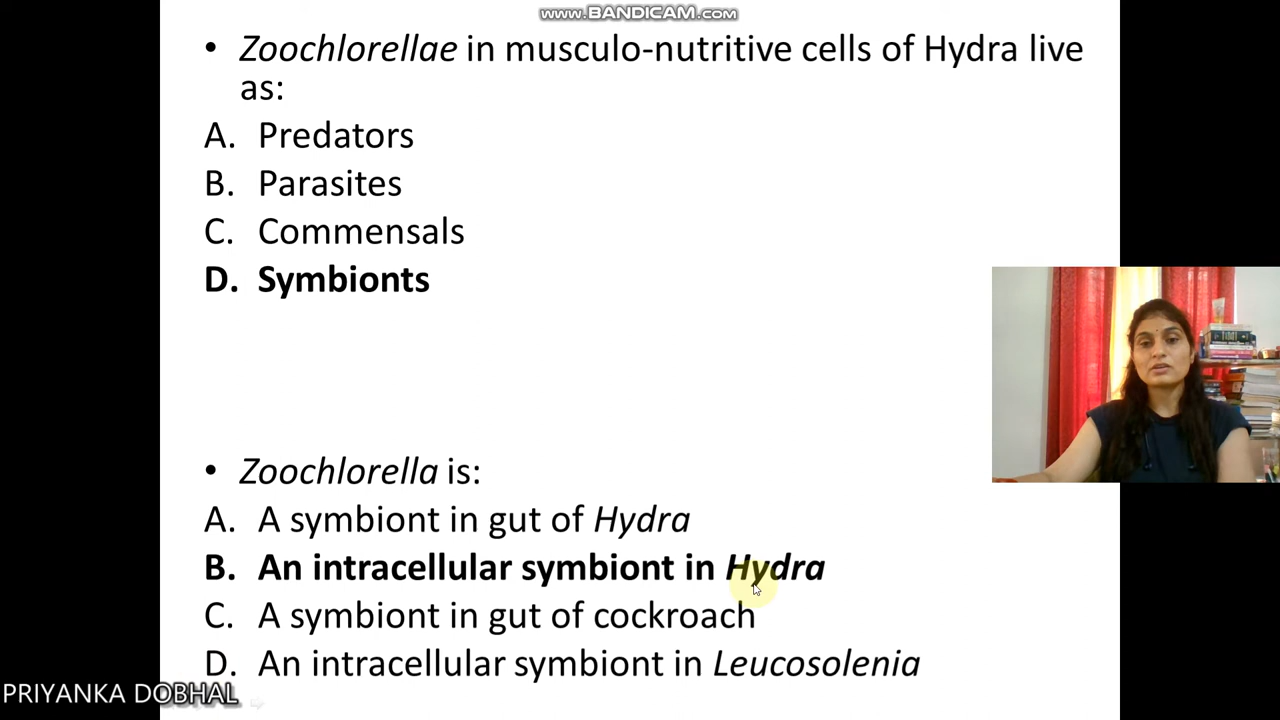 WWW.BANDICAM.COM
• Zoochlorellae in musculo-nutritive cells of Hydra live
as:
A. Predators
B. Parasites
C. Commensals
D. Symbionts
• Zoochlorella is:
A. A symbiont in gut of Hydra
B. An intracellular symbiont in Hydra
C. A symbiont in gut of cockroach
D. An intracellular symbiont in Leucosolenia
PRIYANKA DOBHAL